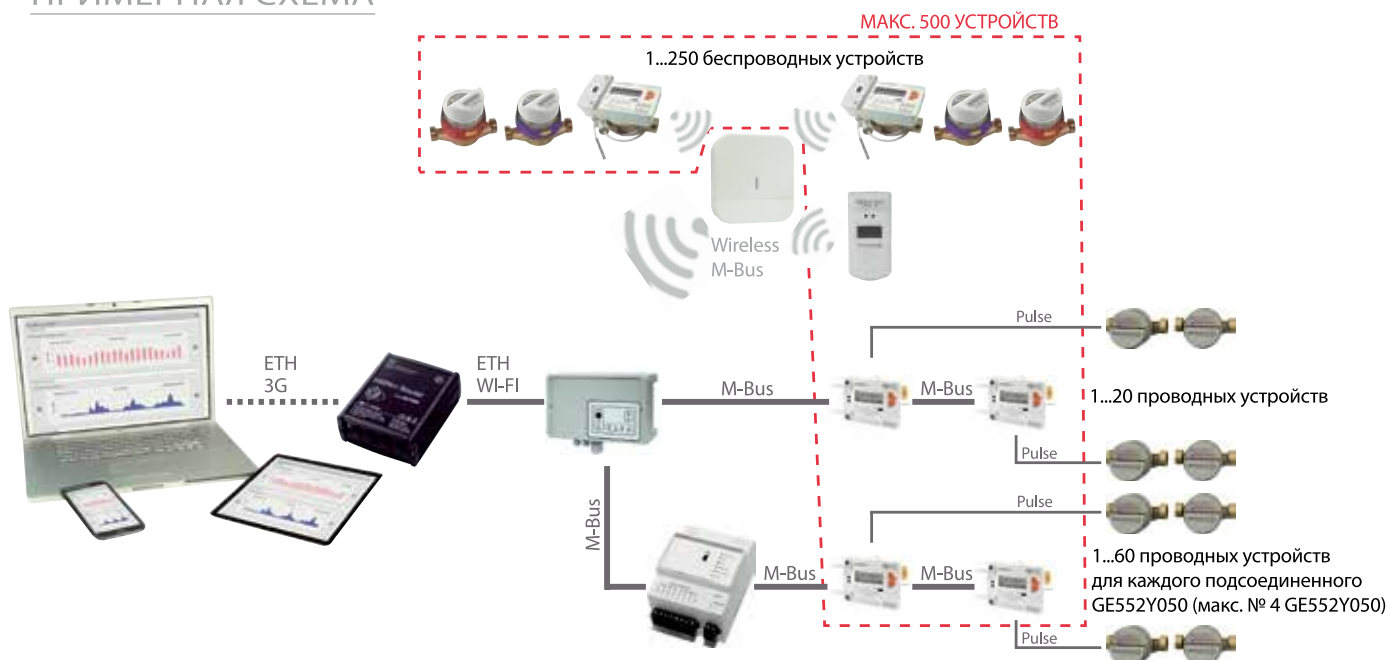 ПРИМЕРНАЯ СХЕМА
МАКС. 500 УСТРОЙСТВ
1...250 беспроводных устройств
Wireless
M-Bus
Pulse
ETH
3G
ETH
WI-FI
M-Bus
M-Bus
1...20 проводных устройств
Pulse
Pulse
M-Bus
M-Bus
M-Bus
1...60 проводных устройств
для каждого подсоединенного
GE552Y050 (макс. № 4 GE552Y050)
Pulse